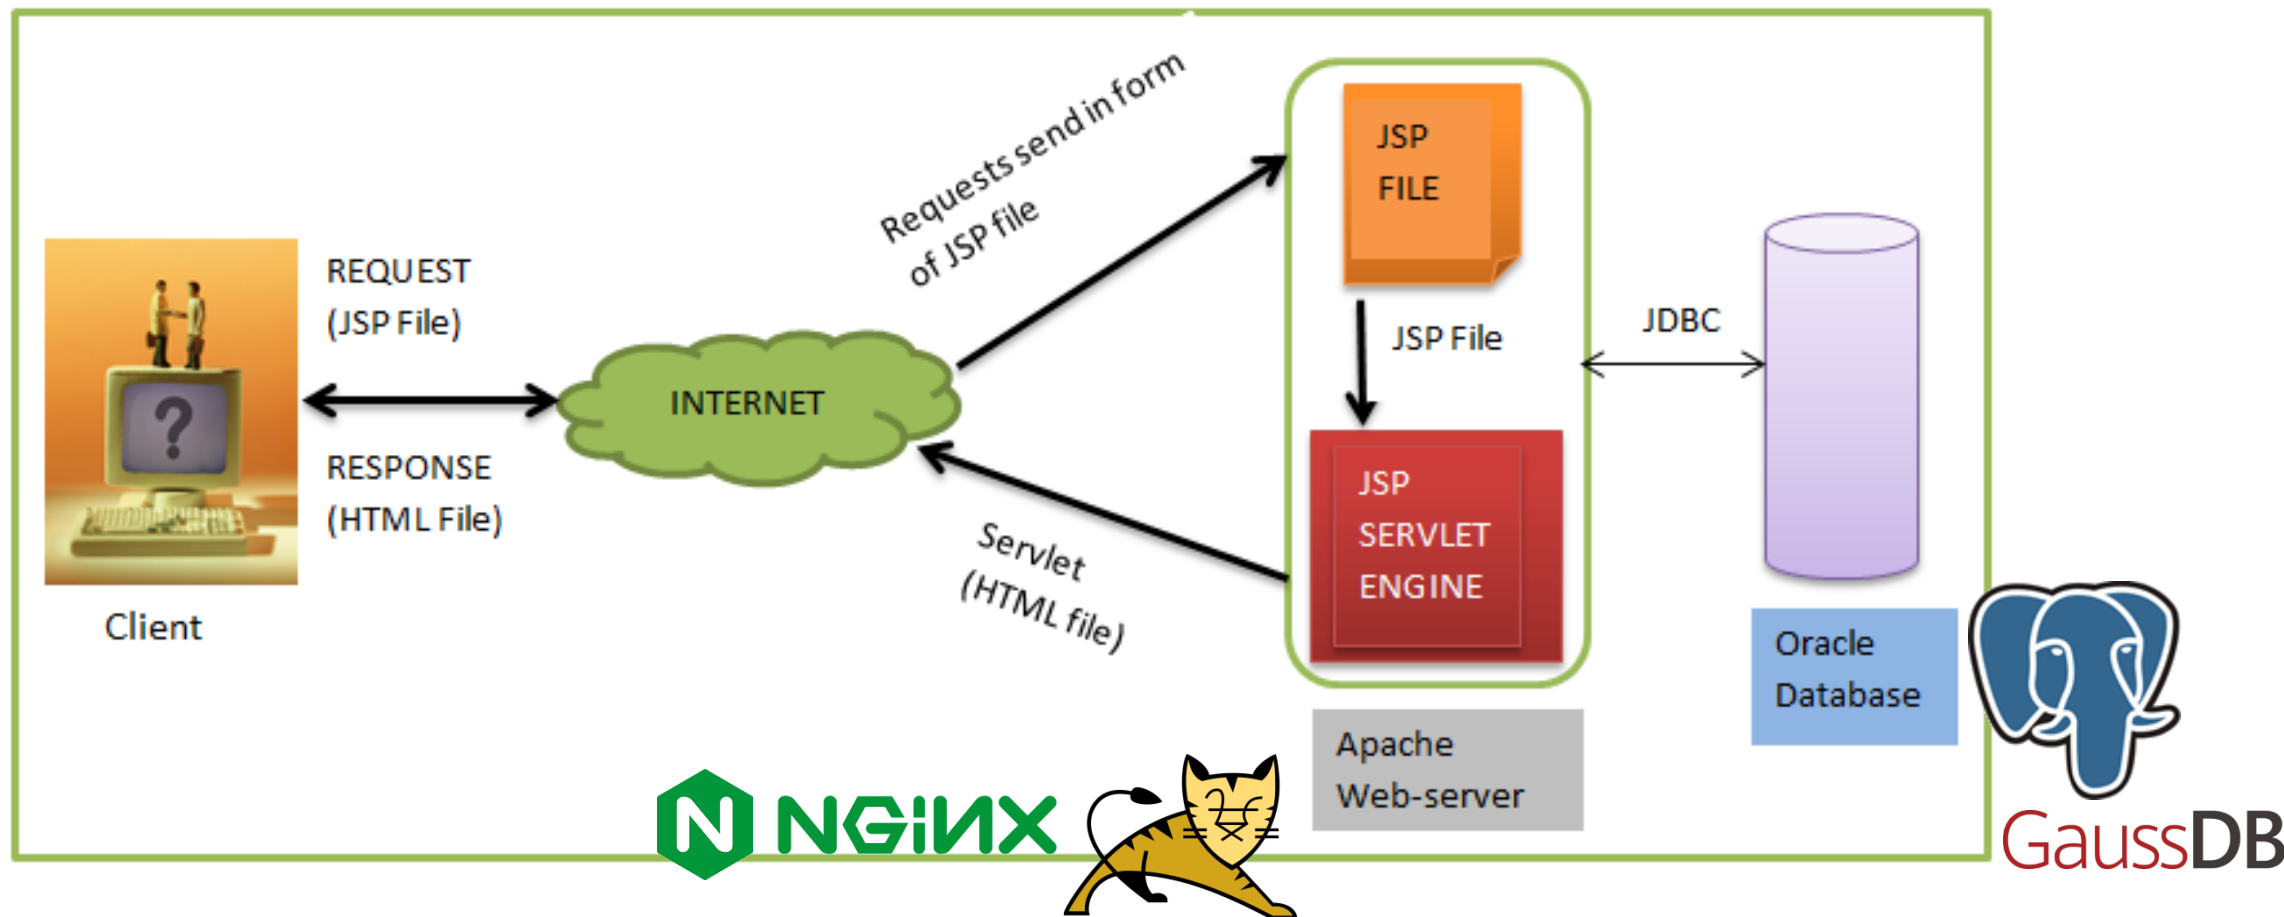 REQUEST
(JSP File)
?
RESPONSE
(HTML File)
Client
INTERNET
Requests send in form
of JSP file
Servlet
(HTML file)
JSP
FILE
JSP File
JSP
SERVLET
ENGINE
Apache
Web-server
JDBC
Oracle
Database
N NGiNX
GaussDB